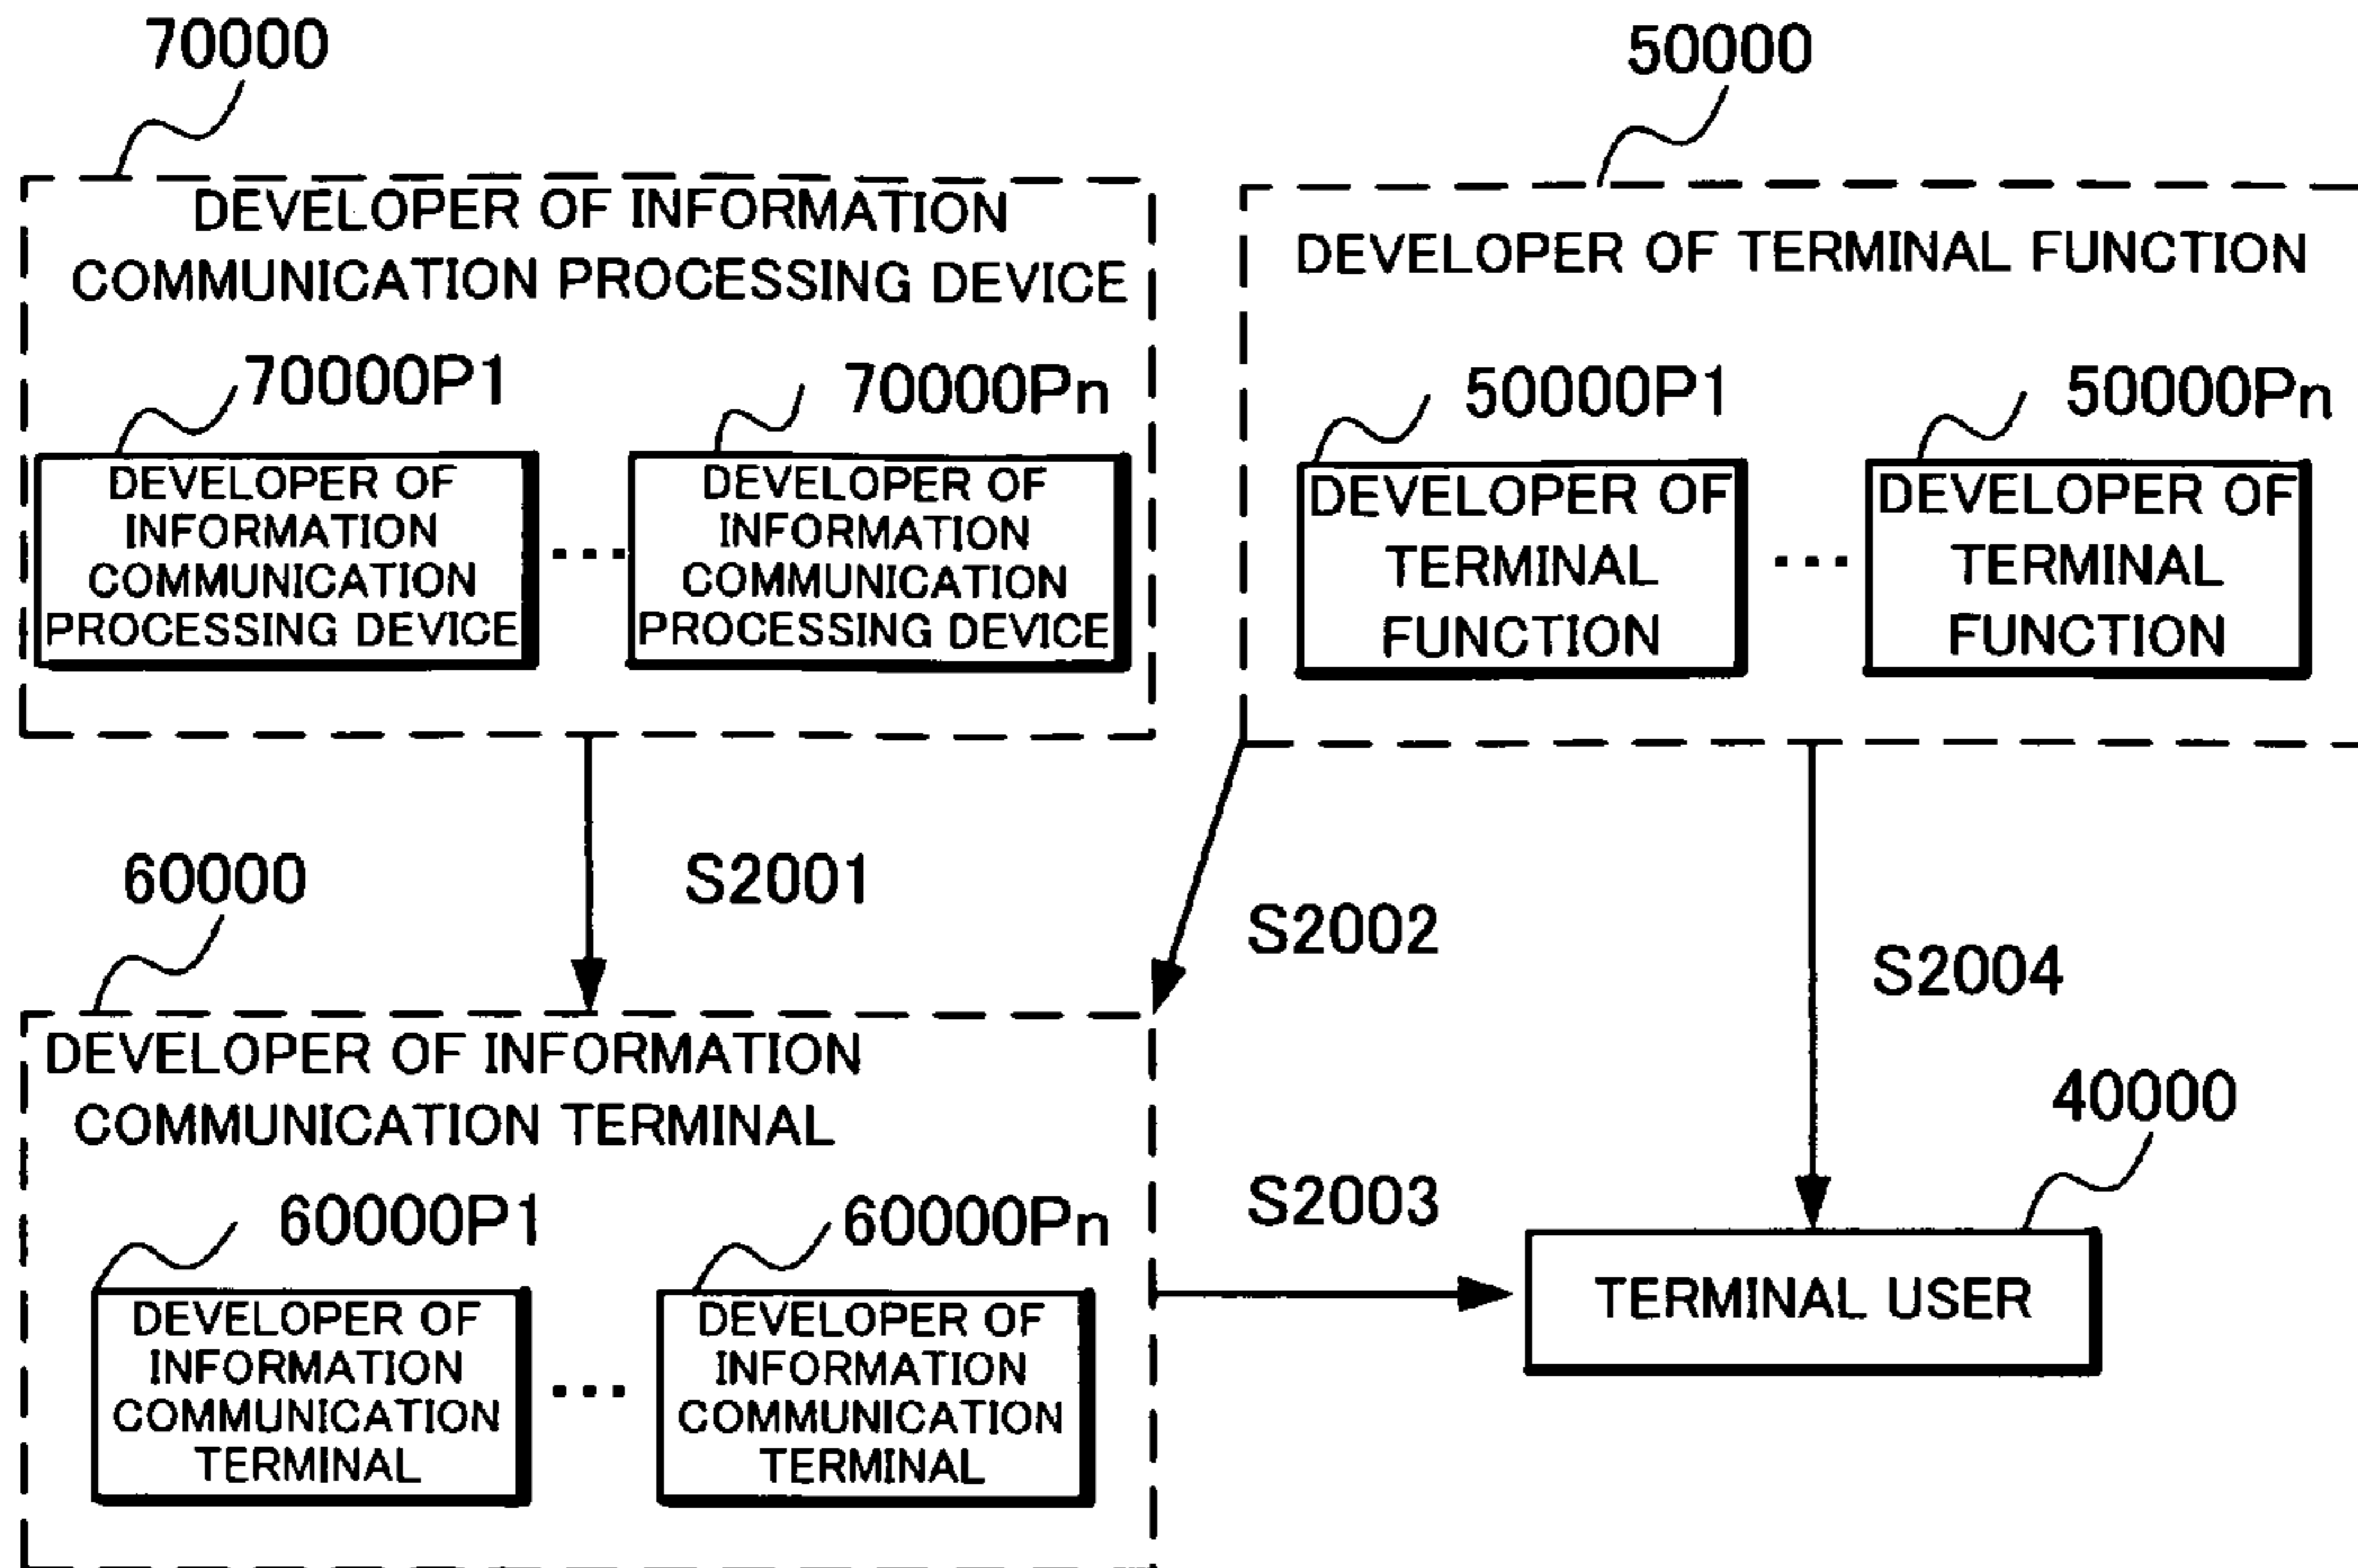 70000
DEVELOPER OF INFORMATION
COMMUNICATION PROCESSING DEVICE
70000P1
70000Pn
DEVELOPER OF
INFORMATION
COMMUNICATION
PROCESSING DEVICE
...
DEVELOPER OF
INFORMATION
COMMUNICATION
PROCESSING DEVICE
50000
DEVELOPER OF TERMINAL FUNCTION
50000P1
50000Pn
DEVELOPER OF
TERMINAL
FUNCTION
...
DEVELOPER OF
TERMINAL
FUNCTION
S2001
S2002
S2004
60000
DEVELOPER OF INFORMATION
COMMUNICATION TERMINAL
60000P1
60000Pn
DEVELOPER OF
INFORMATION
COMMUNICATION
TERMINAL
...
DEVELOPER OF
INFORMATION
COMMUNICATION
TERMINAL
S2003
40000
TERMINAL USER